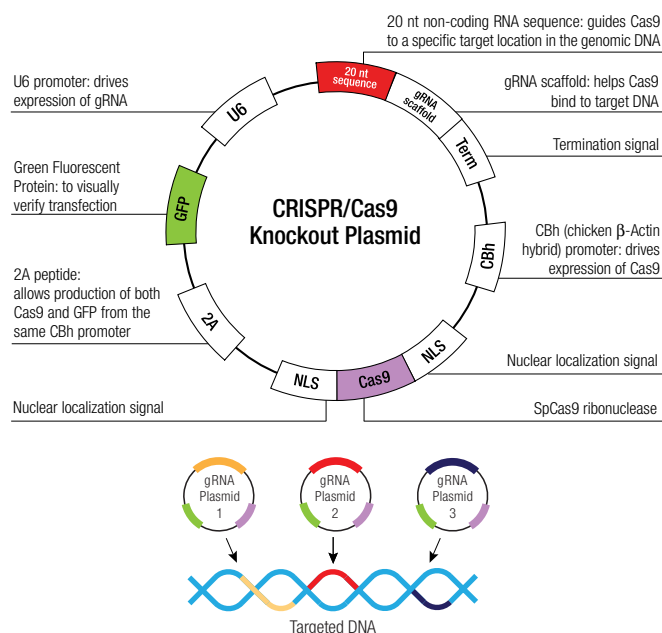 20 nt non-coding RNA sequence: guides Cas9
to a specific target location in the genomic DNA
U6 promoter: drives
expression of gRNA
gRNA scaffold: helps Cas9
bind to target DNA
Termination signal
Green Fluorescent
Protein: to visually
verify transfection
CBh (chicken β-Actin
hybrid) promoter: drives
expression of Cas9
2A peptide:
allows production of both
Cas9 and GFP from the
same CBh promoter
Nuclear localization signal
Nuclear localization signal
SpCas9 ribonuclease
20 nt
sequence
gRNA
scaffold
Term
CBh
NLS
Cas9
NLS
2A
GFP
U6
CRISPR/Cas9
Knockout Plasmid
gRNA
Plasmid
1
gRNA
Plasmid
2
gRNA
Plasmid
3
Targeted DNA